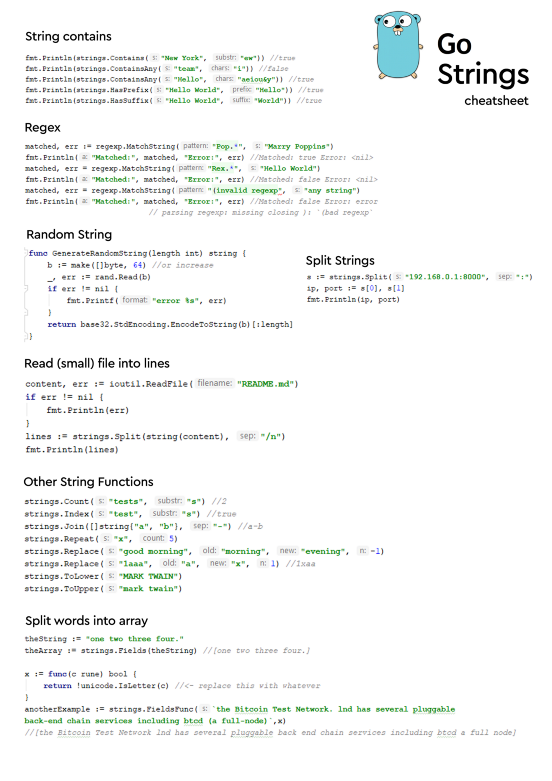 Go
Strings
cheatsheet
String contains
fmt.Println(strings.Contains( s: "New York", substr: "ew")) //true
fmt.Println(strings.ContainsAny( s: "team", chars: "i")) //false
fmt.Println(strings.ContainsAny( s: "Hello", chars: "aeiou&y")) //true
fmt.Println(strings.HasPrefix( s: "Hello World", prefix: "Hello")) //true
fmt.Println(strings.HasSuffix( s: "Hello World", suffix: "World")) //true
Regex
matched, err := regexp.MatchString( pattern: "Pop.*", s: "Marry Poppins")
fmt.Println( a: "Matched:", matched, "Error:", err) //Matched: true Error: <nil>
matched, err = regexp.MatchString( pattern: "Rex.*", s: "Hello World")
fmt.Println( a: "Matched:", matched, "Error:", err) //Matched: false Error: <nil>
matched, err = regexp.MatchString( pattern: "(invalid regexp", s: "any string")
fmt.Println( a: "Matched:", matched, "Error:", err) //Matched: false Error: error
// parsing regexp: missing closing ): `(bad regexp`
Random String
func GenerateRandomString(length int) string {
b := make([]byte, 64) //or increase
_, err := rand.Read(b)
if err != nil {
fmt.Printf( format: "error %s", err)
}
return base32.StdEncoding.EncodeToString(b)[:length]
}
Split Strings
s := strings.Split( s: "192.168.0.1:8000", sep: ":")
ip, port := s[0], s[1]
fmt.Println(ip, port)
Read (small) file into lines
content, err := ioutil.ReadFile( filename: "README.md")
if err != nil {
fmt.Println(err)
}
lines := strings.Split(string(content), sep: "/n")
fmt.Println(lines)
Other String Functions
strings.Count( s: "tests", substr: "s") //2
strings.Index( s: "test", substr: "s") //true
strings.Join([]string{"a", "b"}, sep: "-") //a-b
strings.Repeat( s: "x", count: 5)
strings.Replace( s: "good morning", old: "morning", new: "evening", n: -1)
strings.Replace( s: "laaa", old: "a", new: "x", n: 1) //lxaa
strings.ToLower( s: "MARK TWAIN")
strings.ToUpper( s: "mark twain")
Split words into array
theString := "one two three four."
theArray := strings.Fields(theString) //[one two three four.]
x := func(c rune) bool {
return !unicode.IsLetter(c) //<- replace this with whatever
}
anotherExample := strings.FieldsFunc( s: `the Bitcoin Test Network. lnd has several pluggable
back-end chain services including btcd (a full-node)`,x)
//[the Bitcoin Test Network lnd has several pluggable back end chain services including btcd a full node]